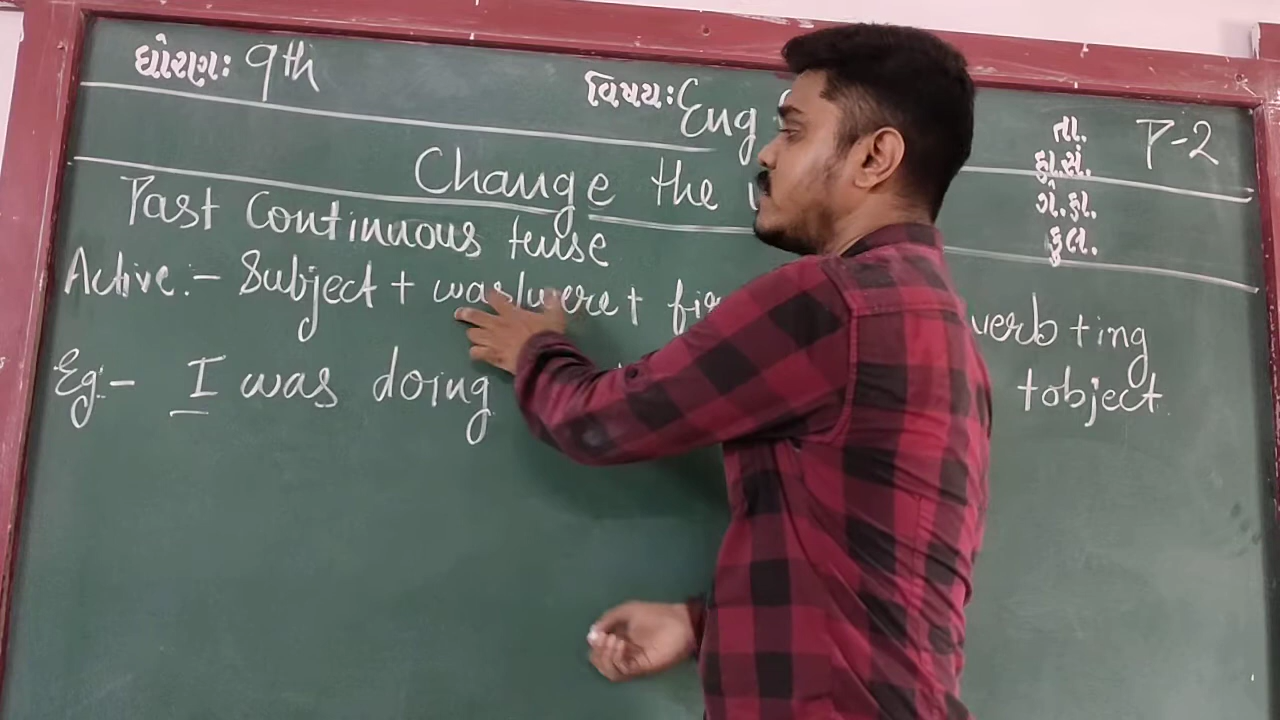 ધોરણ: 9th
વિષય: Eng
તા.
હા.સં.
ગે.હા.
કુલ.
P-2
Change the
Past Continuous tense
Active:- Subject + was/were + verb + ing
+ object
Eg:- I was doing